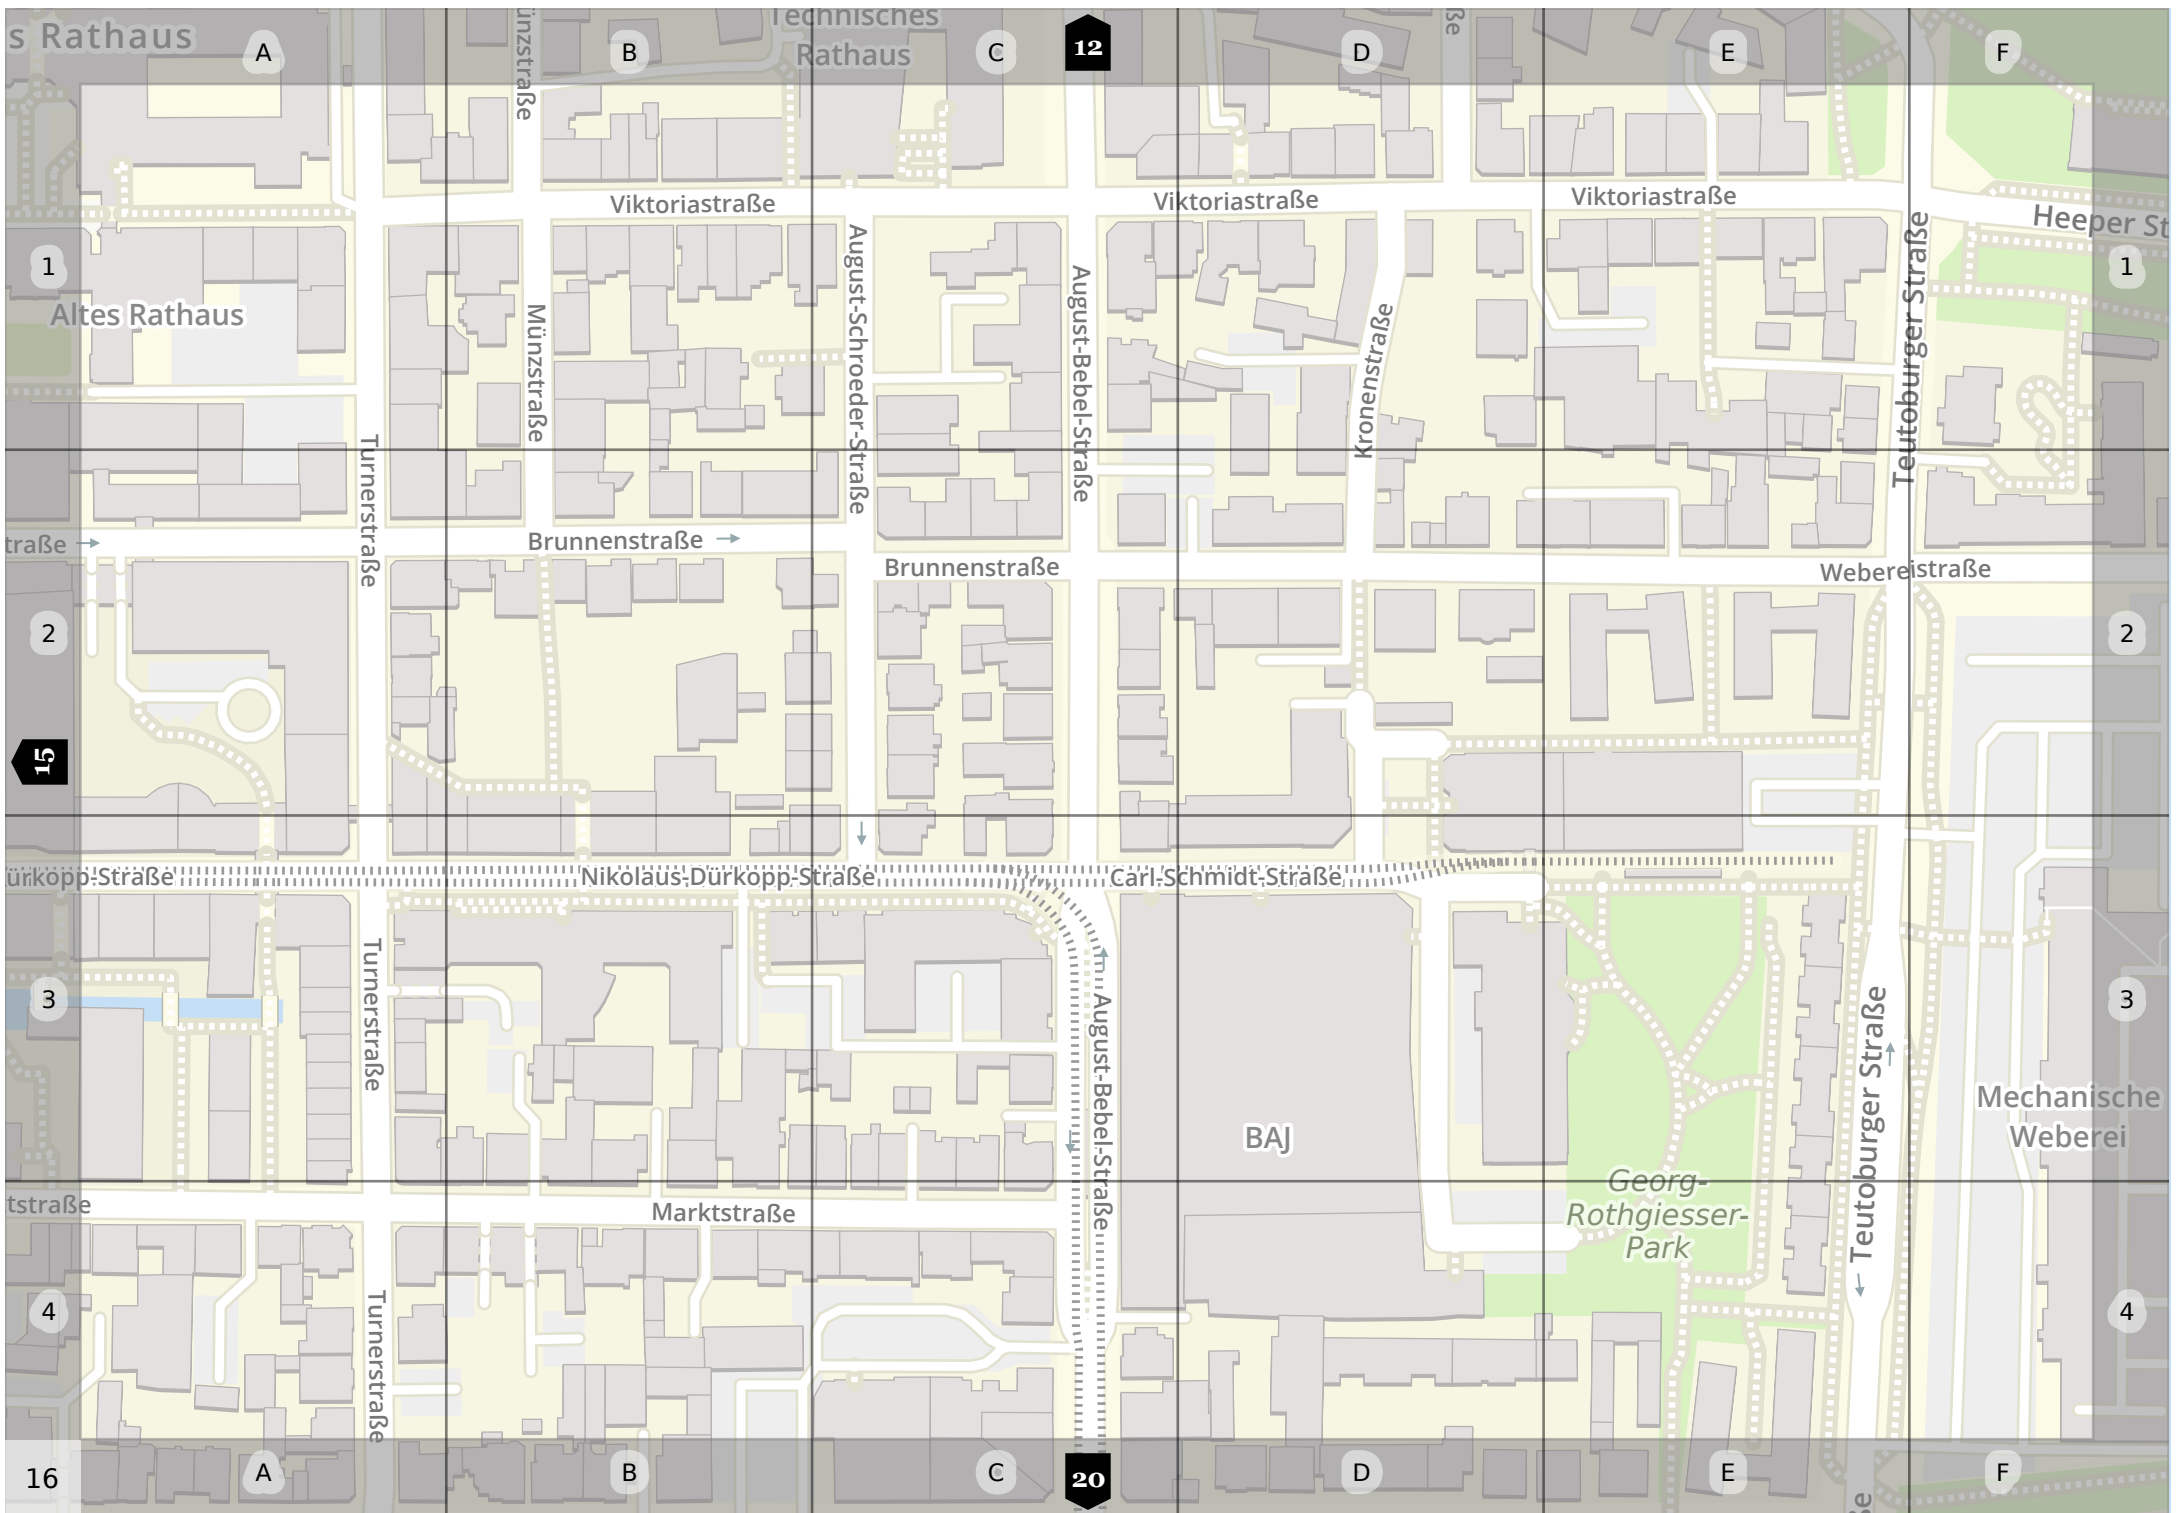 s Rathaus
A
ünzstraße
B
Technisches
Rathaus
C
12
D
ße
E
F
Viktoriastraße
Viktoriastraße
Viktoriastraße
Heeper St
1
Altes Rathaus
Münzstraße
August-Schroeder-Straße
August-Bebel-Straße
Kronenstraße
Teutoburger Straße
1
Turnerstraße
traße
Brunnenstraße
Brunnenstraße
Webereistraße
2
2
15
ürkopp-Straße
Nikolaus-Dürkopp-Straße
Carl-Schmidt-Straße
3
Turnerstraße
August-Bebel-Straße
BAJ
Teutoburger Straße
3
Mechanische
Weberei
Georg-
Rothgiesser-
Park
tstraße
Marktstraße
4
Turnerstraße
4
16
A
B
C
20
D
E
ße
F